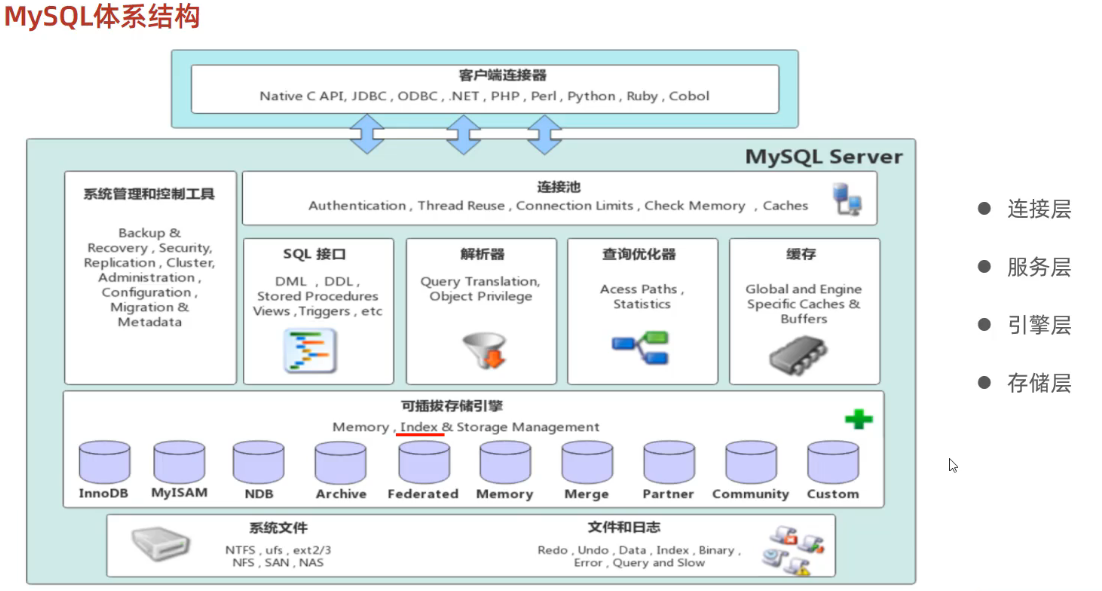 MySQL体系结构
客户端连接器
Native C API, JDBC , ODBC , .NET , PHP , Perl , Python , Ruby , Cobol
MySQL Server
系统管理和控制工具
Backup &
Recovery , Security,
Replication , Cluster,
Administration ,
Configuration ,
Migration &
Metadata
连接池
Authentication , Thread Reuse , Connection Limits , Check Memory , Caches
SQL 接口
DML , DDL ,
Stored Procedures
Views ,Triggers , etc
解析器
Query Translation,
Object Privilege
查询优化器
Acess Paths ,
Statistics
缓存
Global and Engine
Specific Caches &
Buffers
可插拔存储引擎
Memory , Index & Storage Management
InnoDB
MyISAM
NDB
Archive
Federated
Memory
Merge
Partner
Community
Custom
系统文件
NTFS , ufs , ext2/3
NFS , SAN , NAS
文件和日志
Redo , Undo , Data , Index , Binary ,
Error , Query and Slow
连接层
服务层
引擎层
存储层